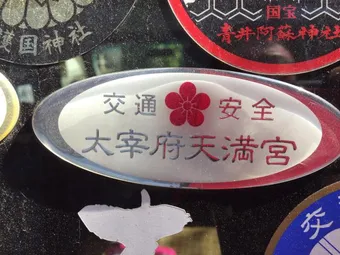 護国神社
国宝
青井阿蘇神社
交通 安全
太宰府天満宮
交